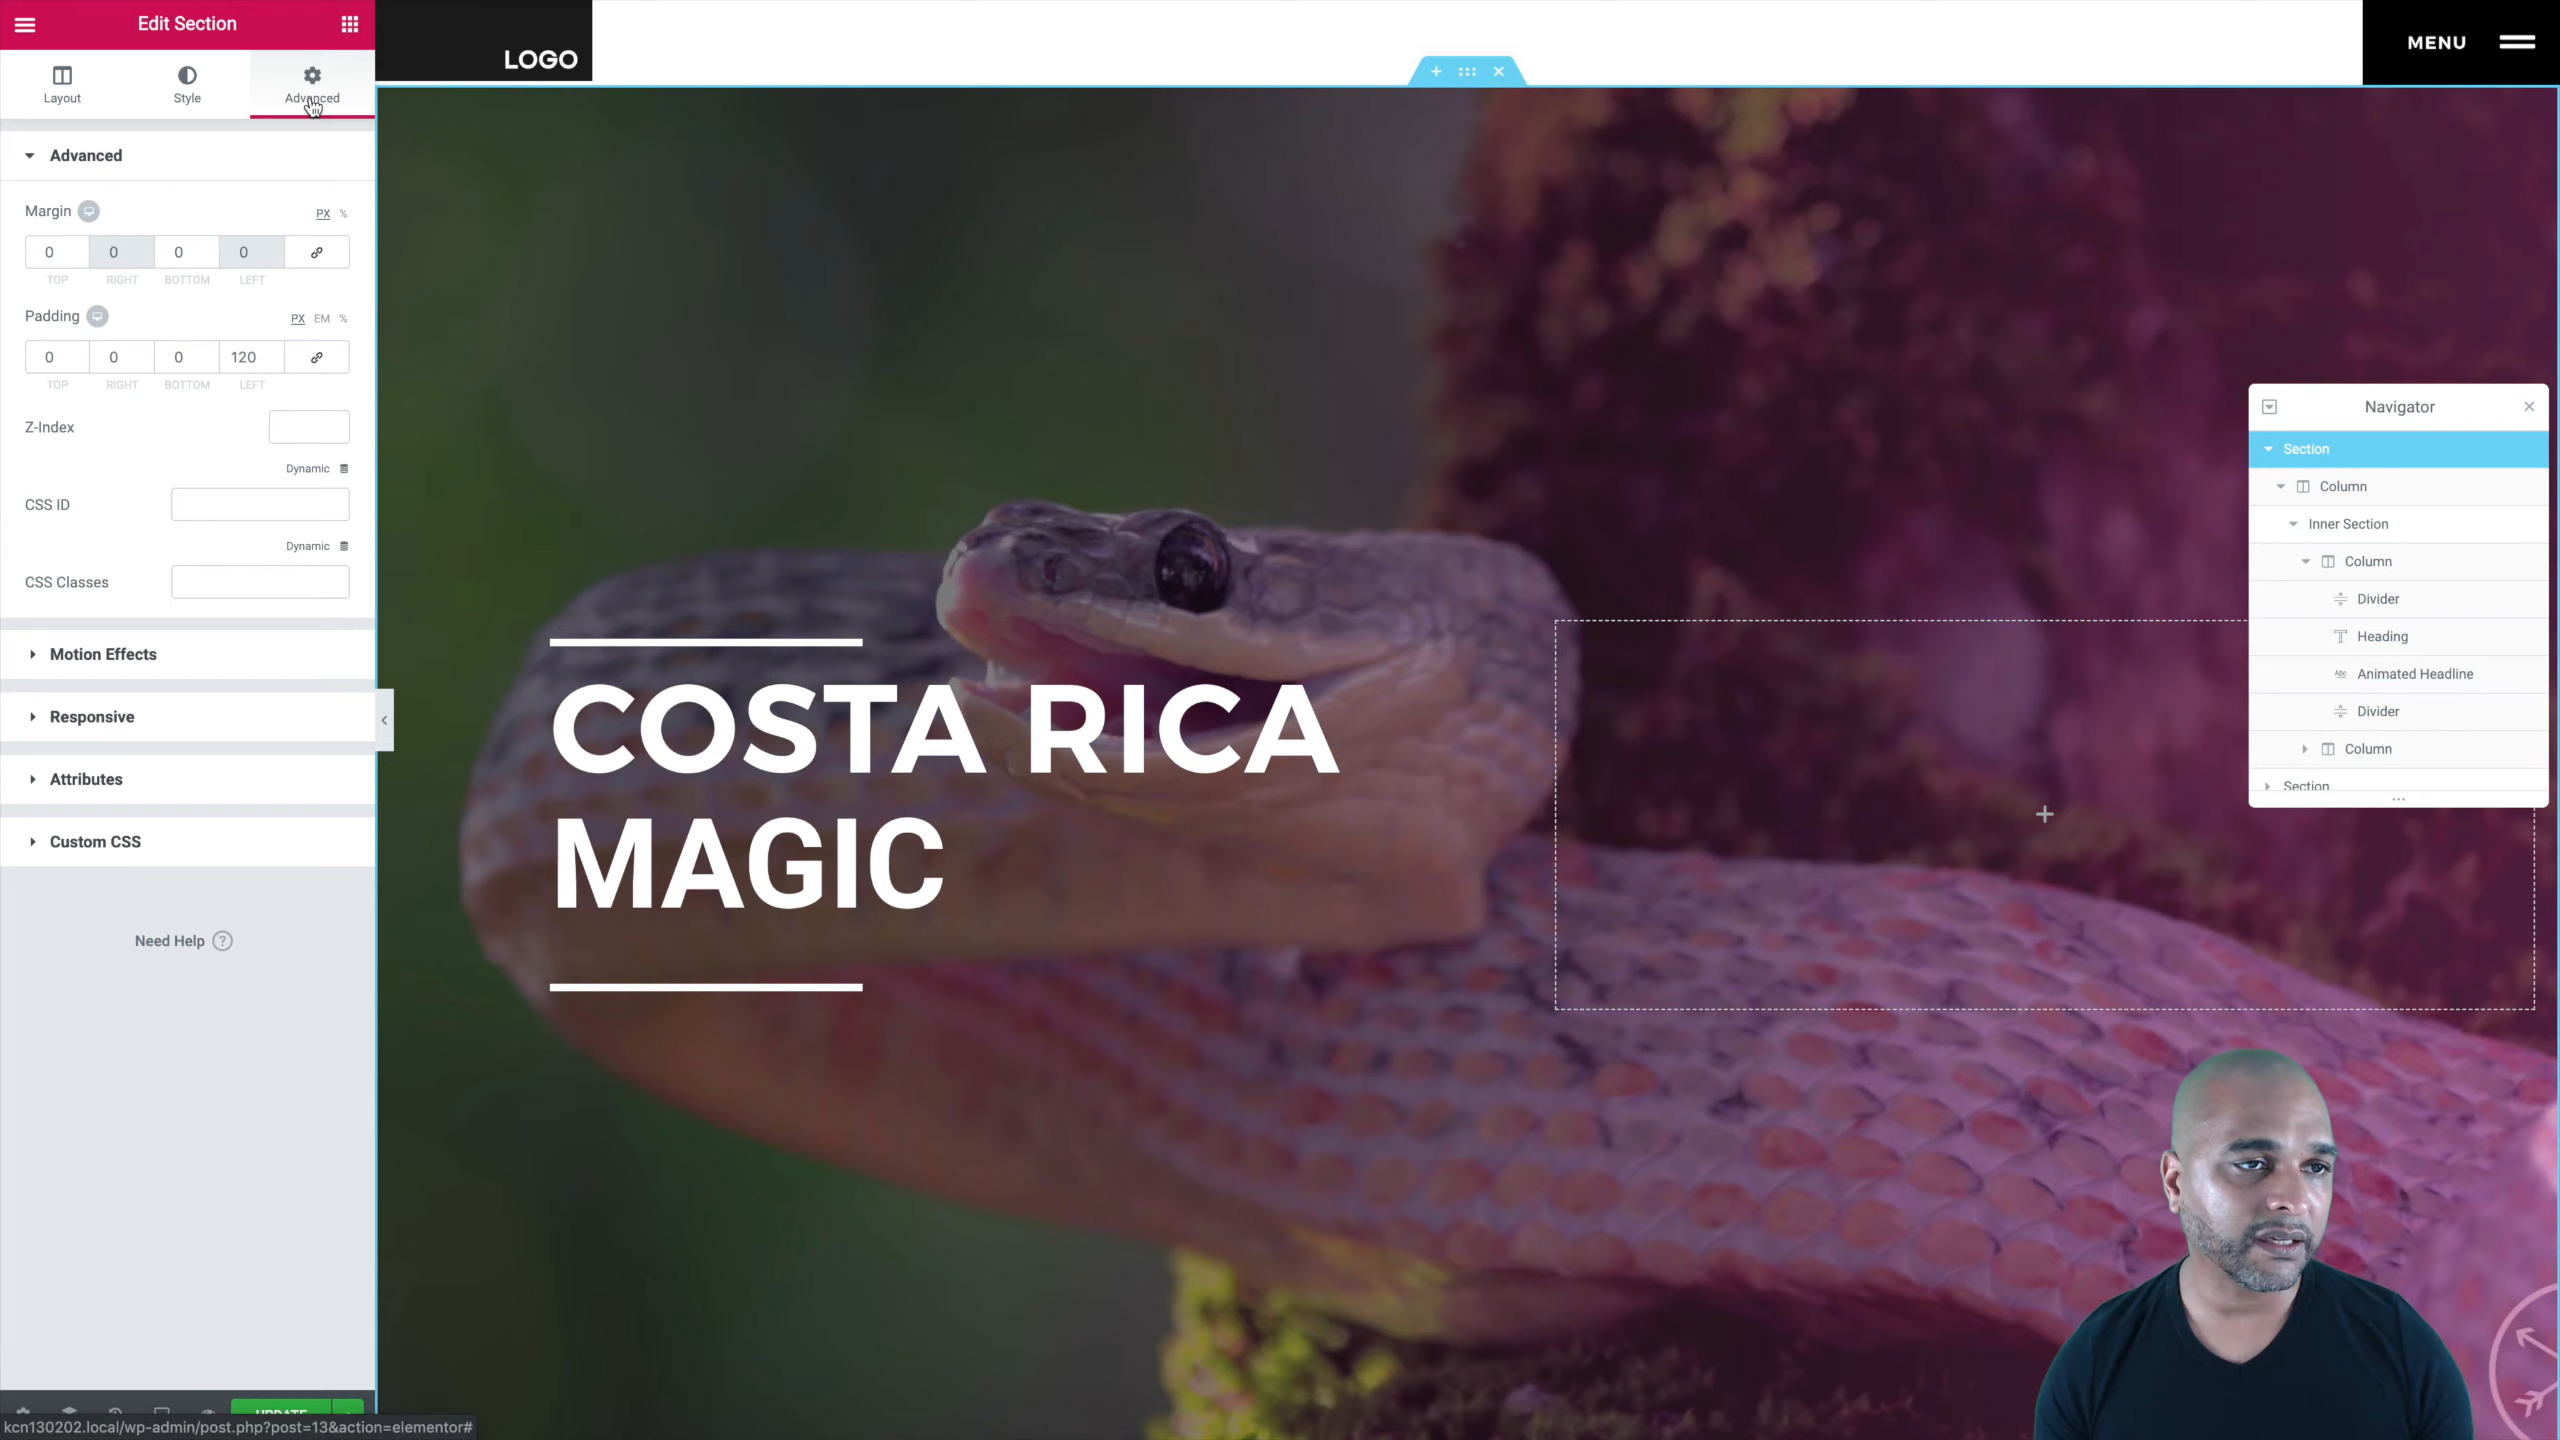 Edit Section
Layout
Style
Advanced
Advanced
Margin
PX %
0 0 0 0
TOP RIGHT BOTTOM LEFT
Padding
PX EM %
0 0 0 120
TOP RIGHT BOTTOM LEFT
Z-Index
Dynamic
CSS ID
Dynamic
CSS Classes
Motion Effects
Responsive
Attributes
Custom CSS
Need Help ?
UPDATE
kcn130202.local/wp-admin/post.php?post=13&action=elementor#
LOGO
MENU
COSTA RICA
MAGIC
Navigator
Section
Column
Inner Section
Column
Divider
Heading
Abc Animated Headline
Divider
Column
Section